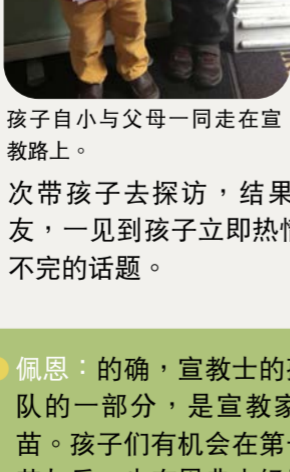 孩子自小与父母一同走在宣
教路上。
次带孩子去探访，结果
友，一见到孩子立即热
不完的话题。
佩恩：的确，宣教士的
队的一部分，是宣教家
苗。孩子们有机会在第